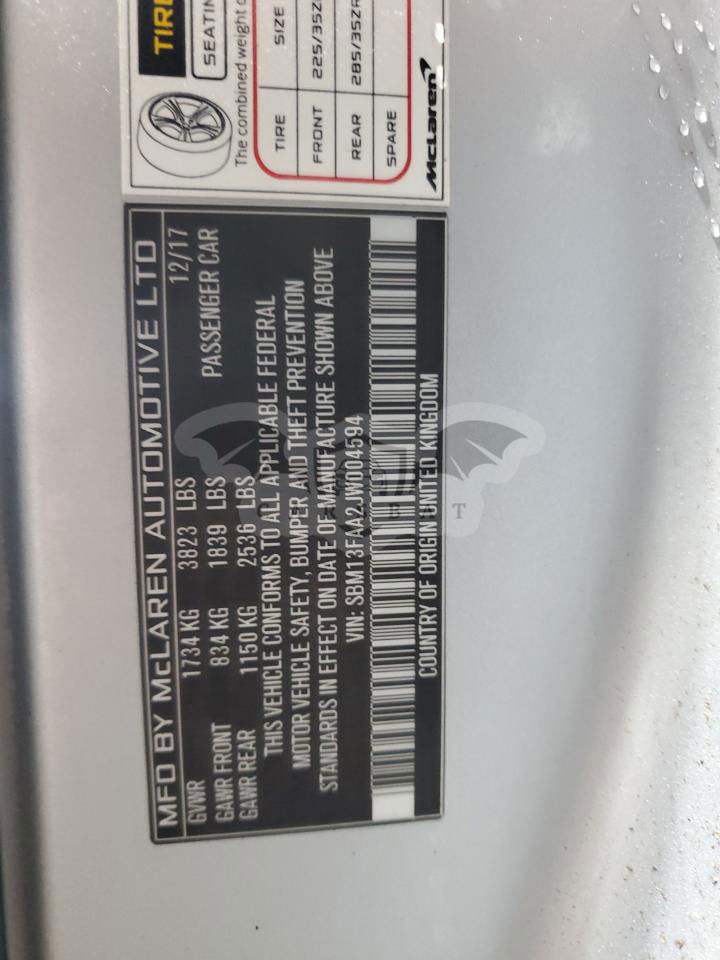 TIRE
SEATIN
The combined weight o
TIRE SIZE
FRONT 225/35ZR
REAR 285/35ZR
SPARE
McLaren
MFD BY McLAREN AUTOMOTIVE LTD
12/17
GVWR 1734 KG 3823 LBS PASSENGER CAR
GAWR FRONT 834 KG 1839 LBS
GAWR REAR 1150 KG 2536 LBS
THIS VEHICLE CONFORMS TO ALL APPLICABLE FEDERAL
MOTOR VEHICLE SAFETY, BUMPER AND THEFT PREVENTION
STANDARDS IN EFFECT ON DATE OF MANUFACTURE SHOWN ABOVE
VIN: SBM13FAA2JW004594
COUNTRY OF ORIGIN UNITED KINGDOM